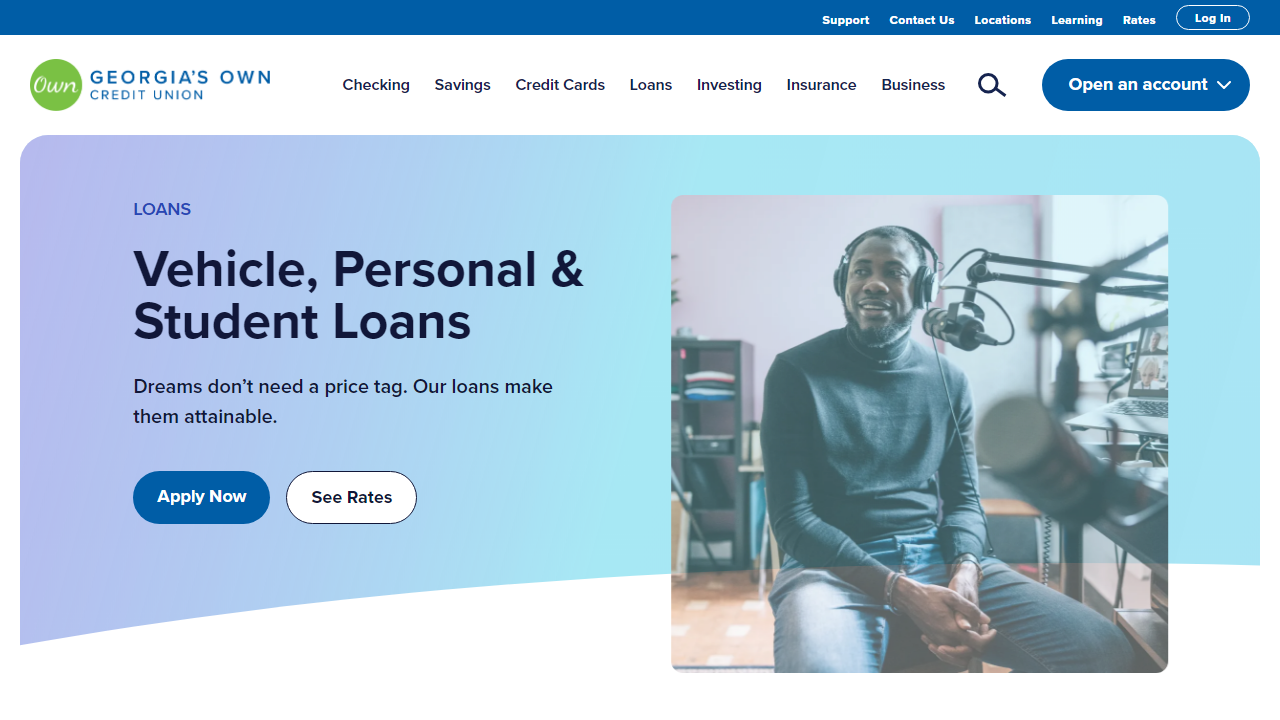 Support Contact Us Locations Learning Rates Log In
Own GEORGIA'S OWN
CREDIT UNION
Checking Savings Credit Cards Loans Investing Insurance Business Open an account
LOANS
Vehicle, Personal &
Student Loans
Dreams don’t need a price tag. Our loans make
them attainable.
Apply Now See Rates